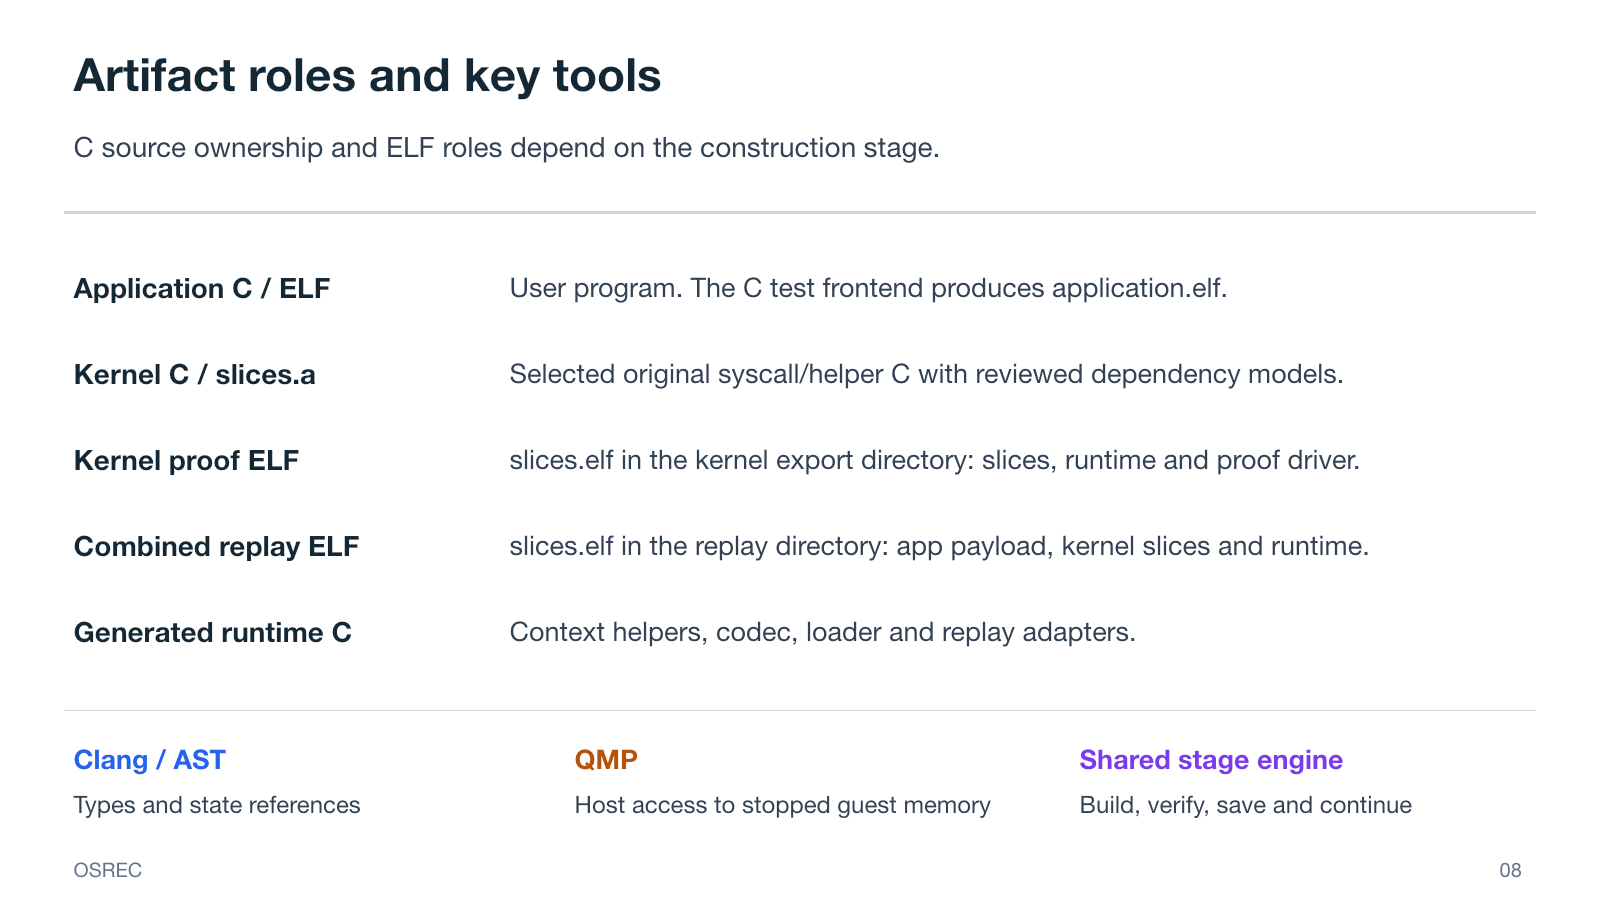 Artifact roles and key tools
C source ownership and ELF roles depend on the construction stage.
Application C / ELF
User program. The C test frontend produces application.elf.
Kernel C / slices.a
Selected original syscall/helper C with reviewed dependency models.
Kernel proof ELF
slices.elf in the kernel export directory: slices, runtime and proof driver.
Combined replay ELF
slices.elf in the replay directory: app payload, kernel slices and runtime.
Generated runtime C
Context helpers, codec, loader and replay adapters.
Clang / AST
Types and state references
QMP
Host access to stopped guest memory
Shared stage engine
Build, verify, save and continue
OSREC
08